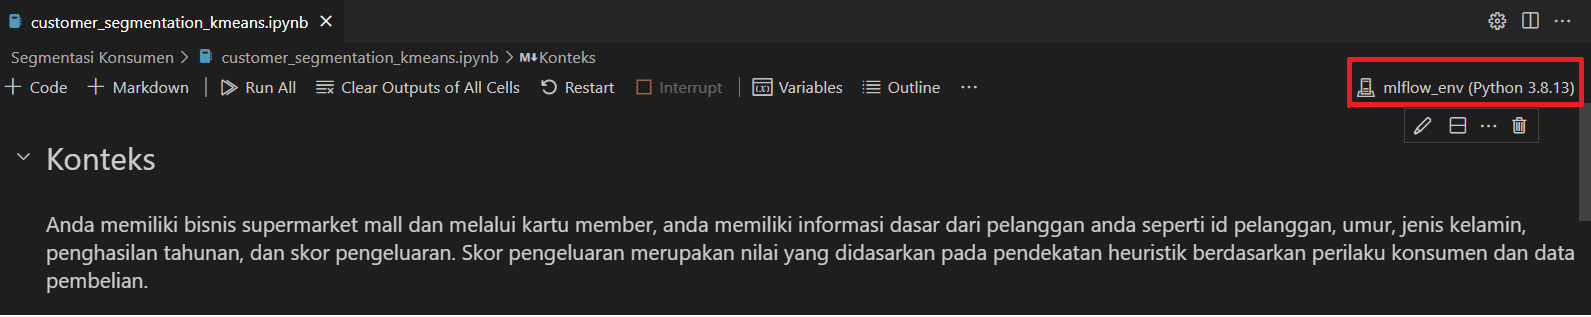 customer_segmentation_kmeans.ipynb
Segmentasi Konsumen > customer_segmentation_kmeans.ipynb > M↓Konteks
+ Code + Markdown Run All Clear Outputs of All Cells Restart Interrupt Variables Outline ··· mlflow_env (Python 3.8.13)
Konteks
Anda memiliki bisnis supermarket mall dan melalui kartu member, anda memiliki informasi dasar dari pelanggan anda seperti id pelanggan, umur, jenis kelamin,
penghasilan tahunan, dan skor pengeluaran. Skor pengeluaran merupakan nilai yang didasarkan pada pendekatan heuristik berdasarkan perilaku konsumen dan data
pembelian.